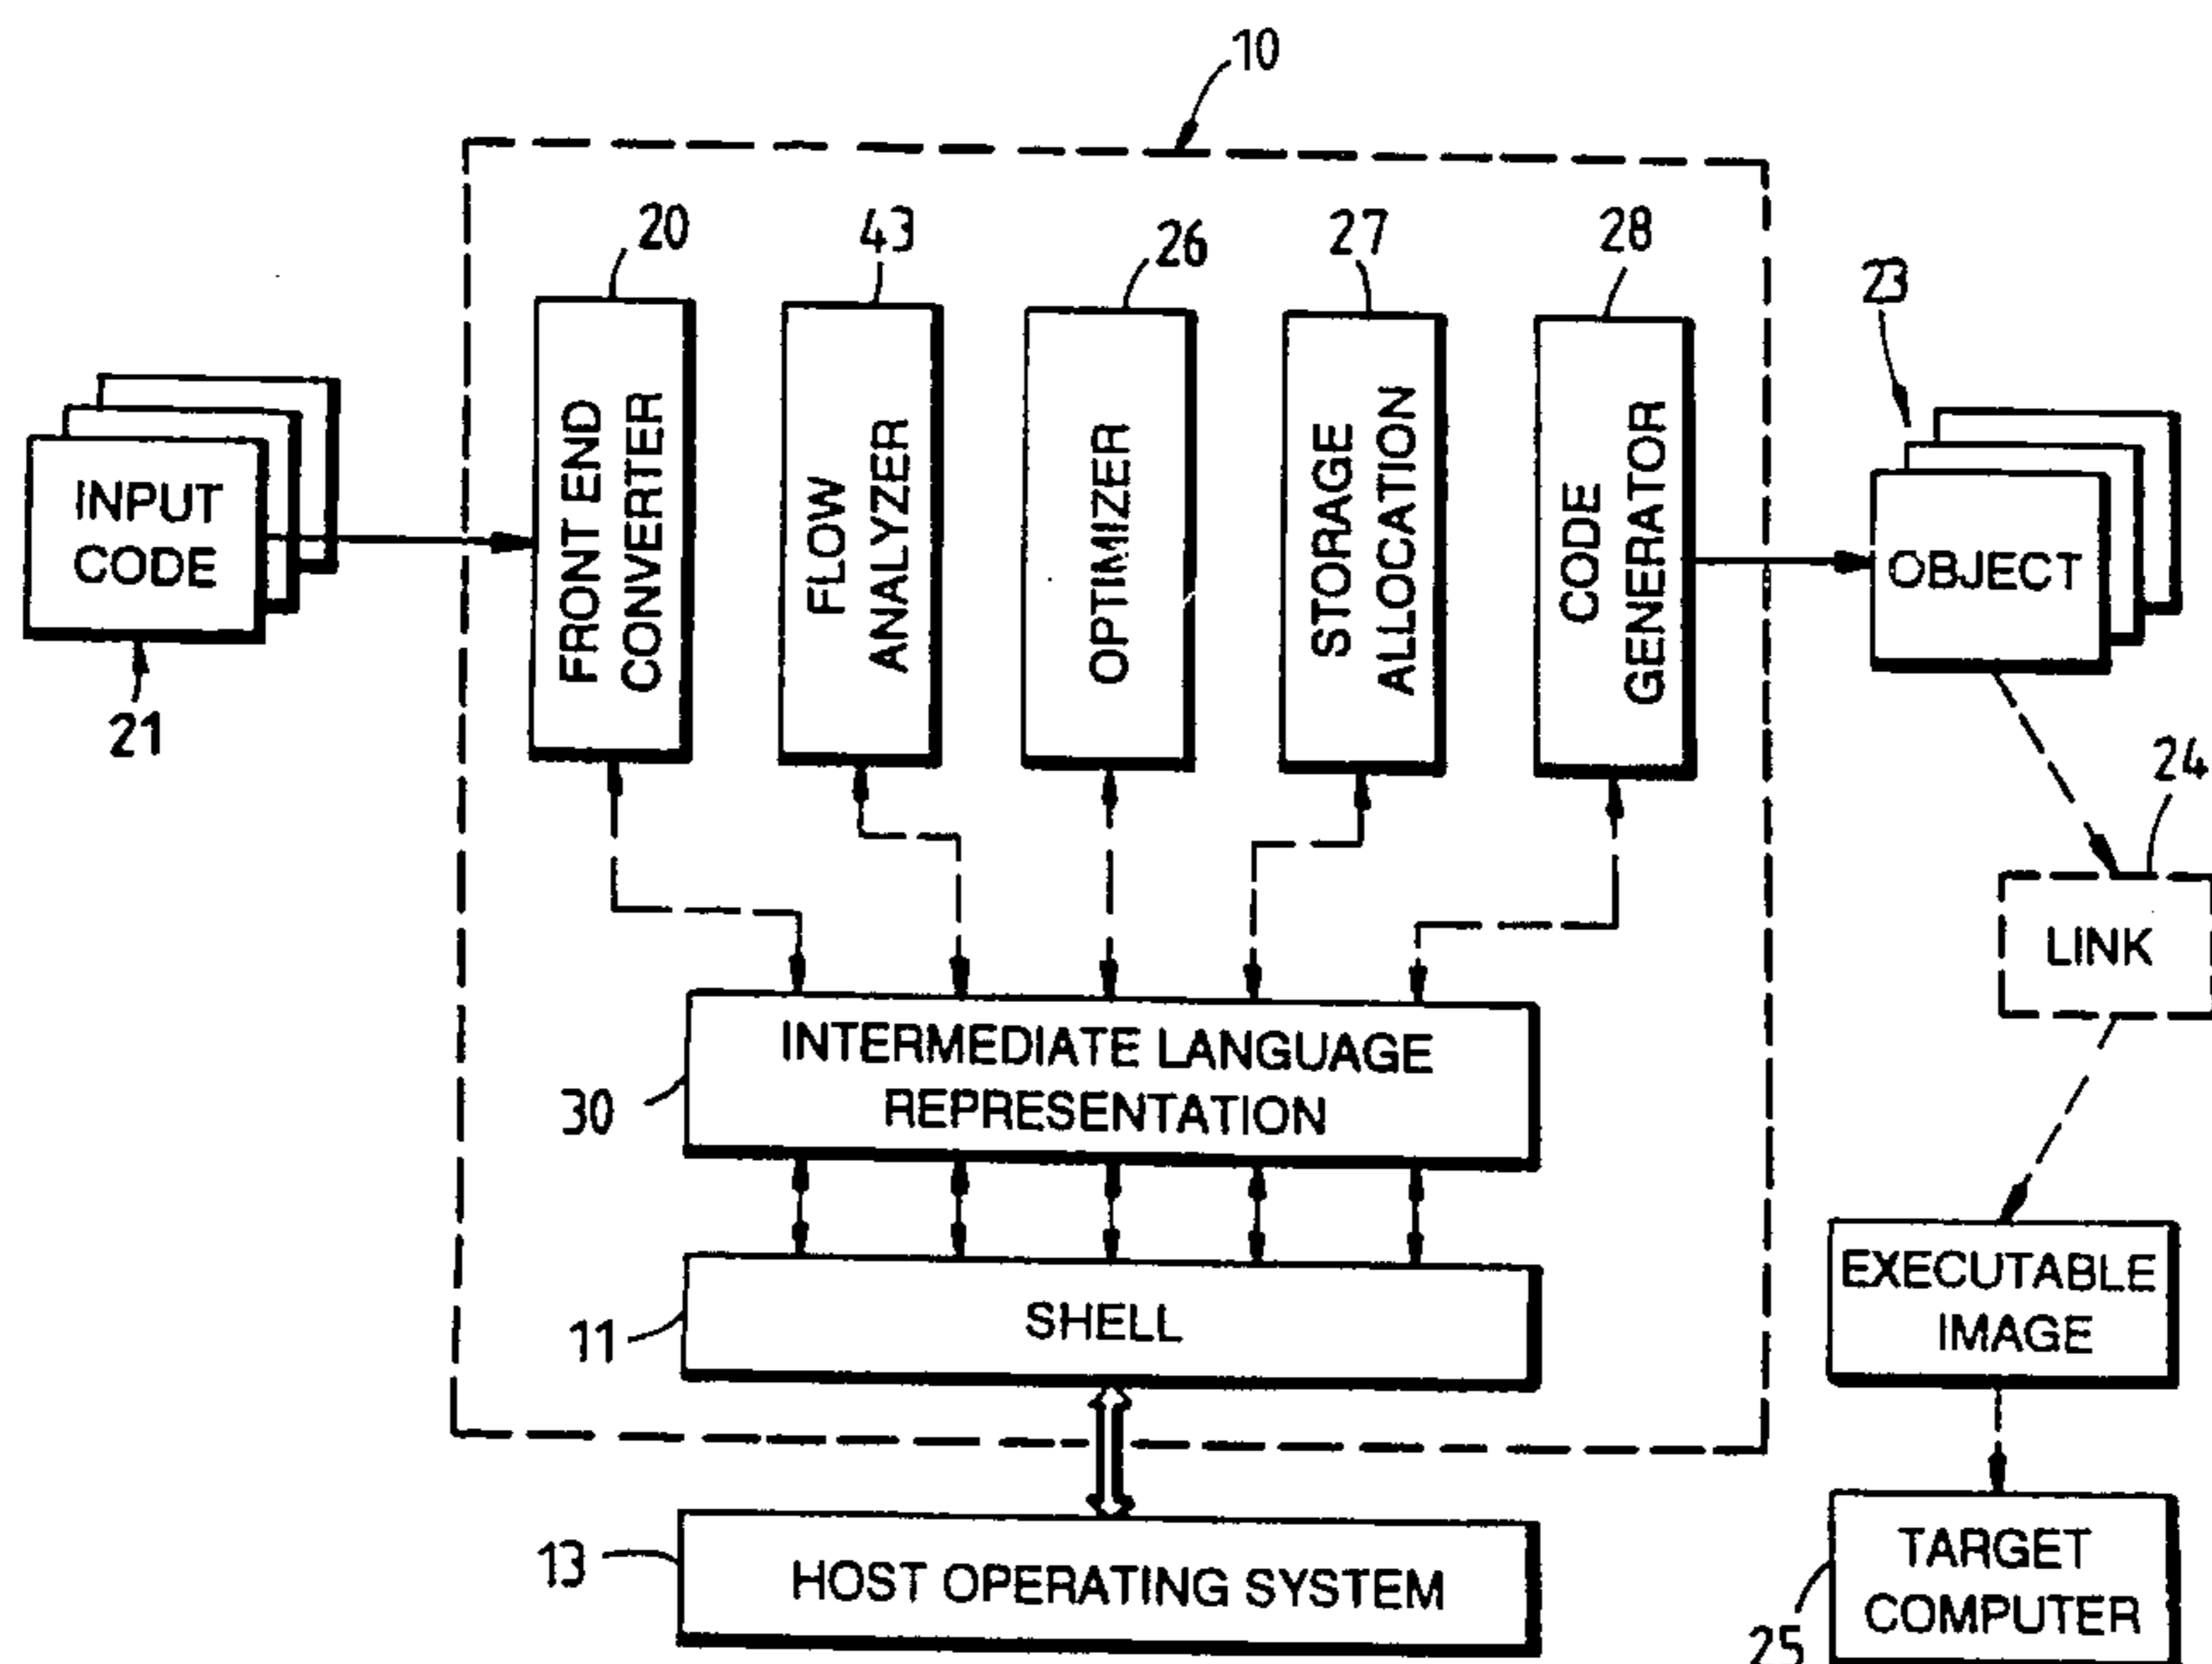 10
20
43
26
27
28
23
INPUT
CODE
21
FRONT END
CONVERTER
FLOW
ANALYZER
OPTIMIZER
STORAGE
ALLOCATION
CODE
GENERATOR
OBJECT
24
LINK
INTERMEDIATE LANGUAGE
REPRESENTATION
30
SHELL
11
EXECUTABLE
IMAGE
HOST OPERATING SYSTEM
13
TARGET
COMPUTER
25